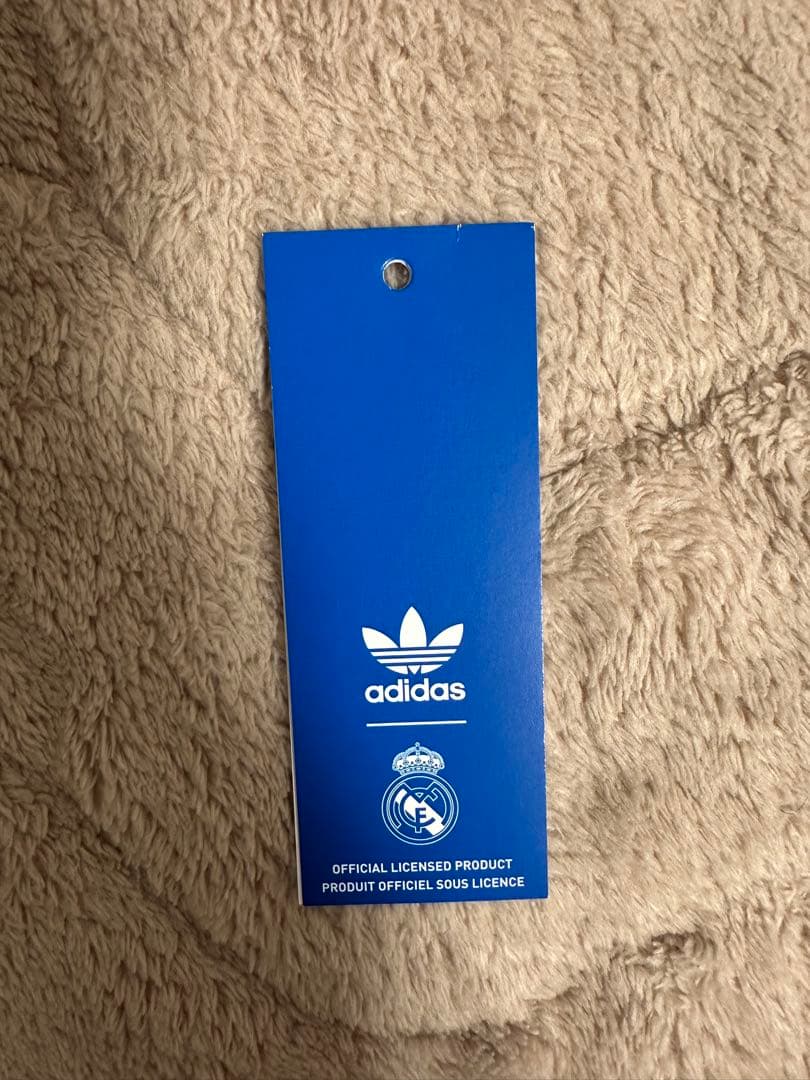 adidas
OFFICIAL LICENSED PRODUCT
PRODUIT OFFICIEL SOUS LICENCE